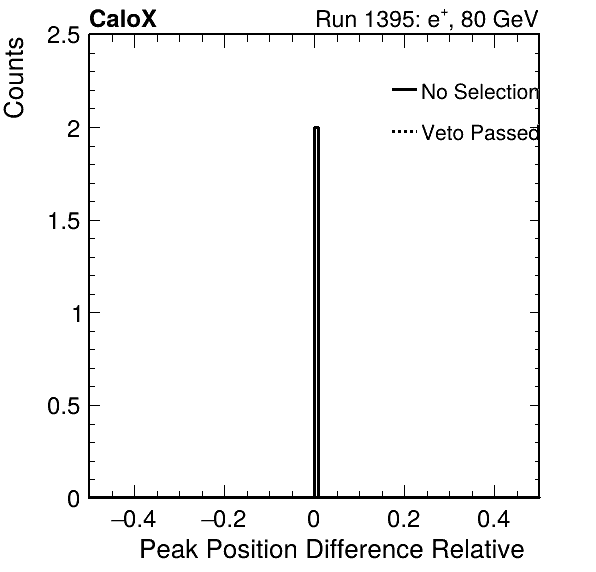 CaloX Run 1395: e+, 80 GeV
Counts
2.5
No Selection
2
Veto Passed
1.5
1
0.5
0
−0.4 −0.2 0 0.2 0.4
Peak Position Difference Relative